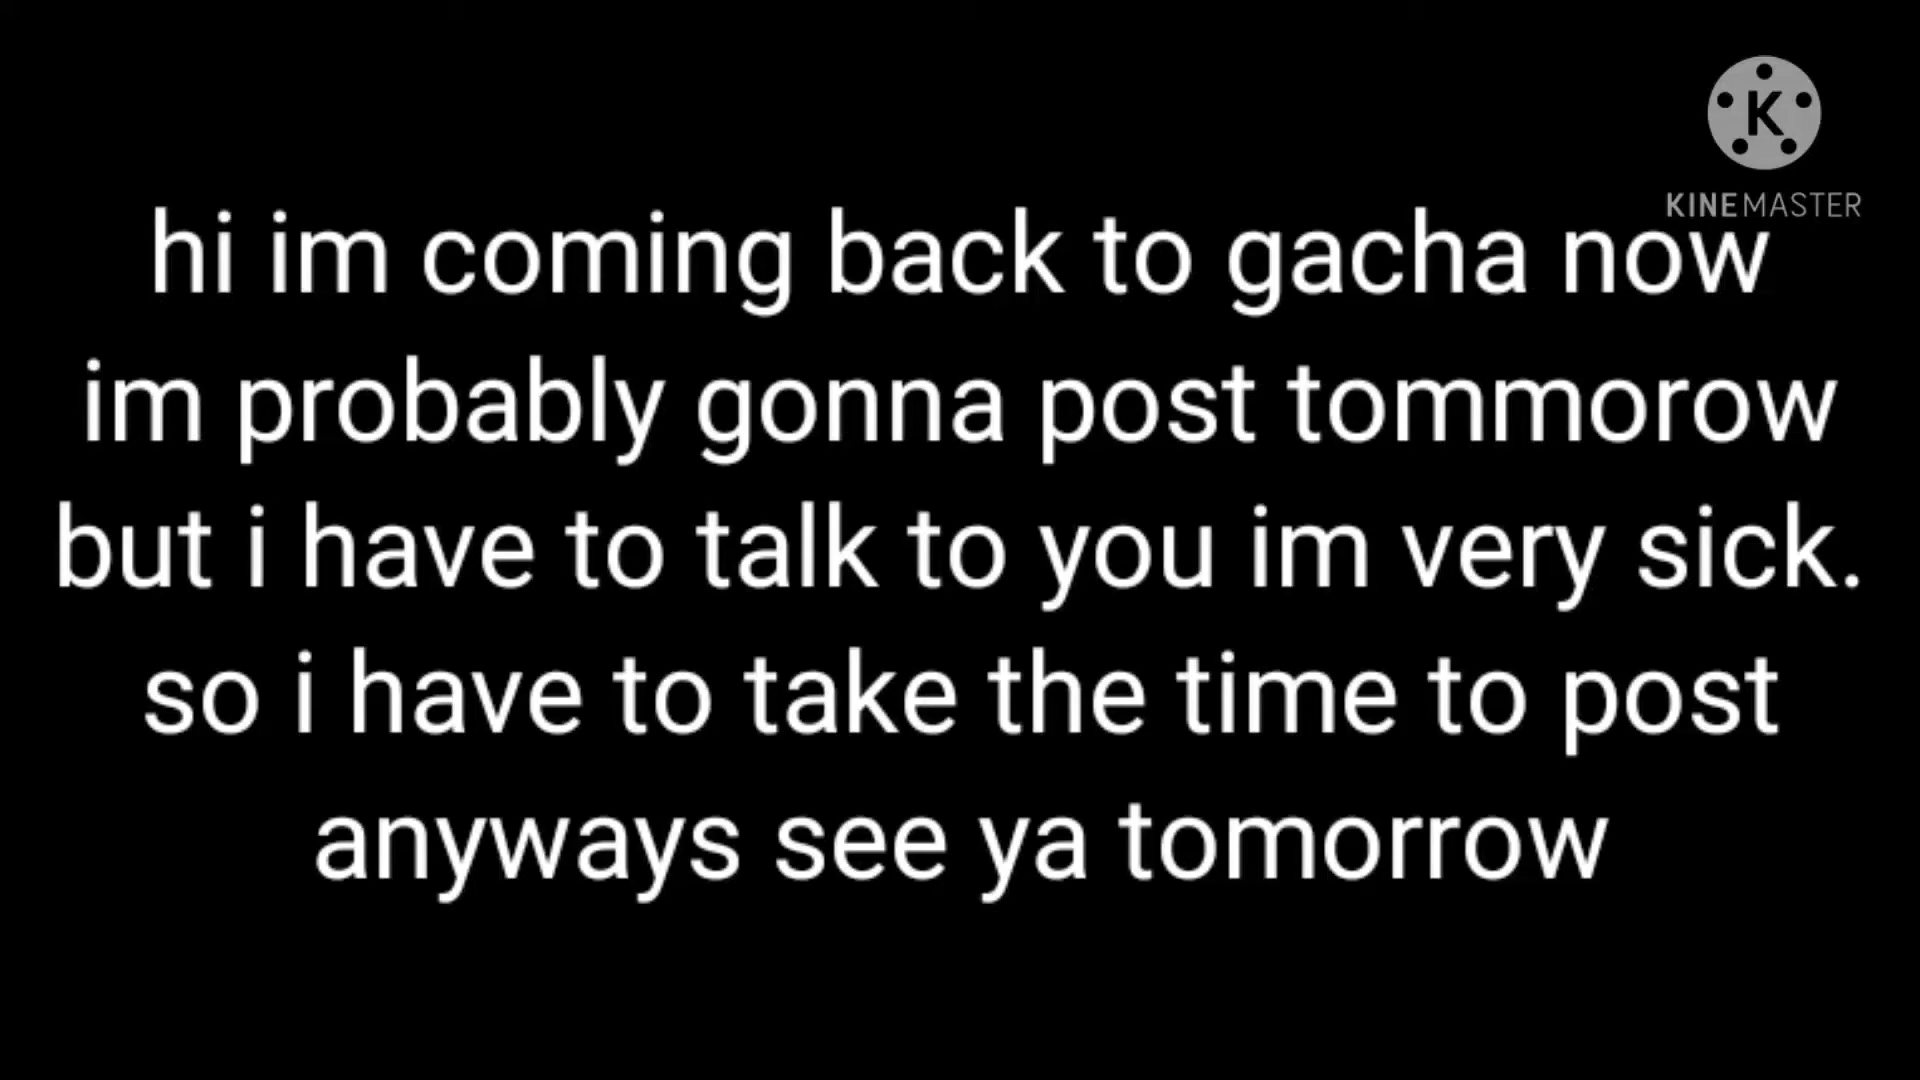 K
KINEMASTER
hi im coming back to gacha now
im probably gonna post tommorow
but i have to talk to you im very sick.
so i have to take the time to post
anyways see ya tomorrow